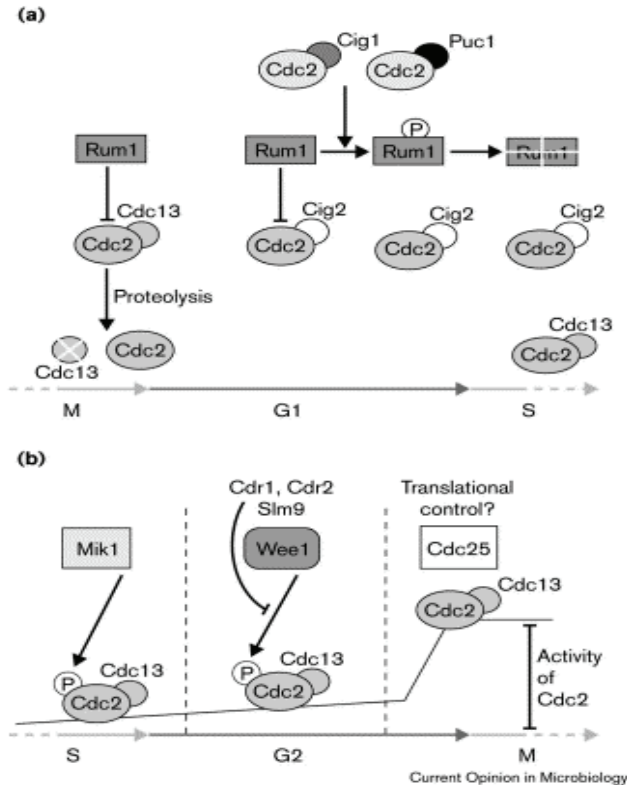 (a)
Cig1
Puc1
Cdc2
Cdc2
P
Rum1
Rum1
Rum1
Rum1
Cdc13
Cig2
Cig2
Cig2
Cdc2
Cdc2
Cdc2
Cdc2
Proteolysis
Cdc13
Cdc2
Cdc2
Cdc13
M
G1
S
(b)
Cdr1, Cdr2
Slm9
Translational
control?
Mik1
Wee1
Cdc25
Cdc13
Cdc2
P
Cdc13
Cdc2
P
Cdc13
Cdc2
Activity
of
Cdc2
S
G2
M
Current Opinion in Microbiology